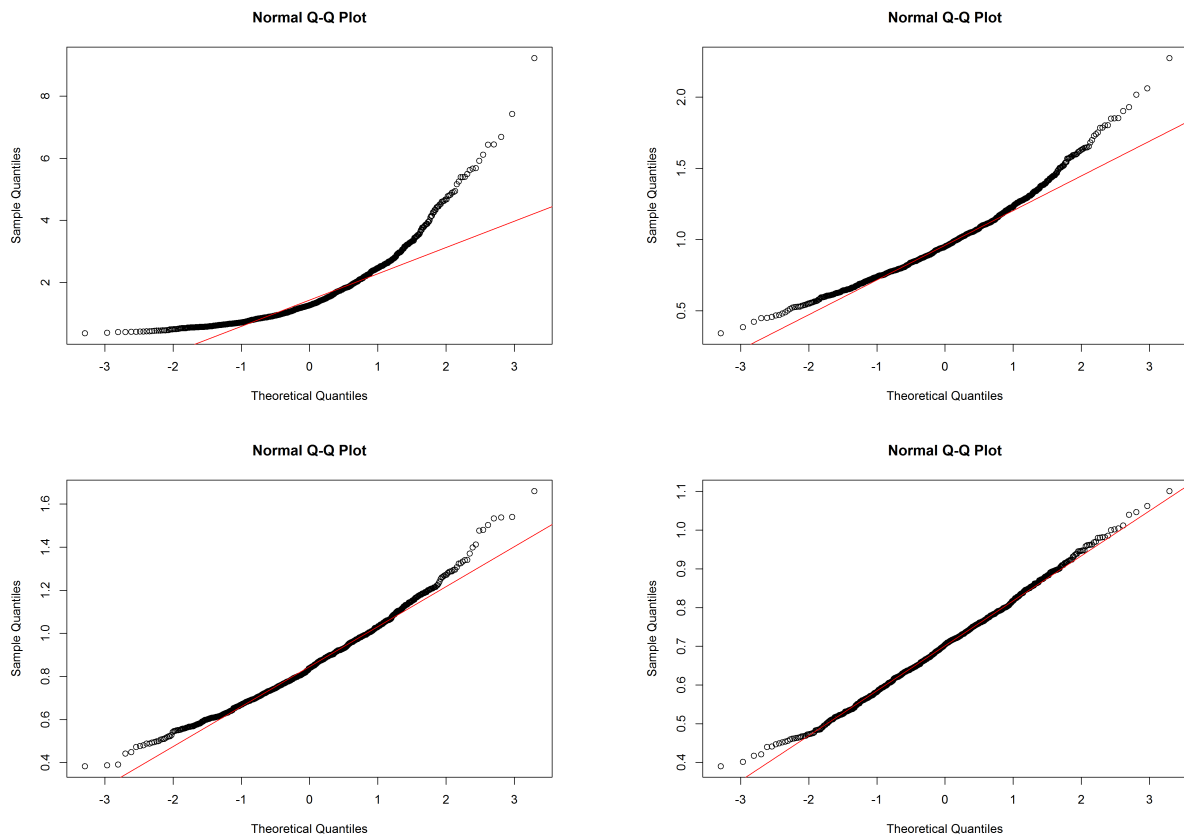 Normal Q-Q Plot
Sample Quantiles
8
6
4
2
-3 -2 -1 0 1 2 3
Theoretical Quantiles
Normal Q-Q Plot
Sample Quantiles
2.0
1.5
1.0
0.5
-3 -2 -1 0 1 2 3
Theoretical Quantiles
Normal Q-Q Plot
Sample Quantiles
1.6
1.4
1.2
1.0
0.8
0.6
0.4
-3 -2 -1 0 1 2 3
Theoretical Quantiles
Normal Q-Q Plot
Sample Quantiles
1.1
1.0
0.9
0.8
0.7
0.6
0.5
0.4
-3 -2 -1 0 1 2 3
Theoretical Quantiles